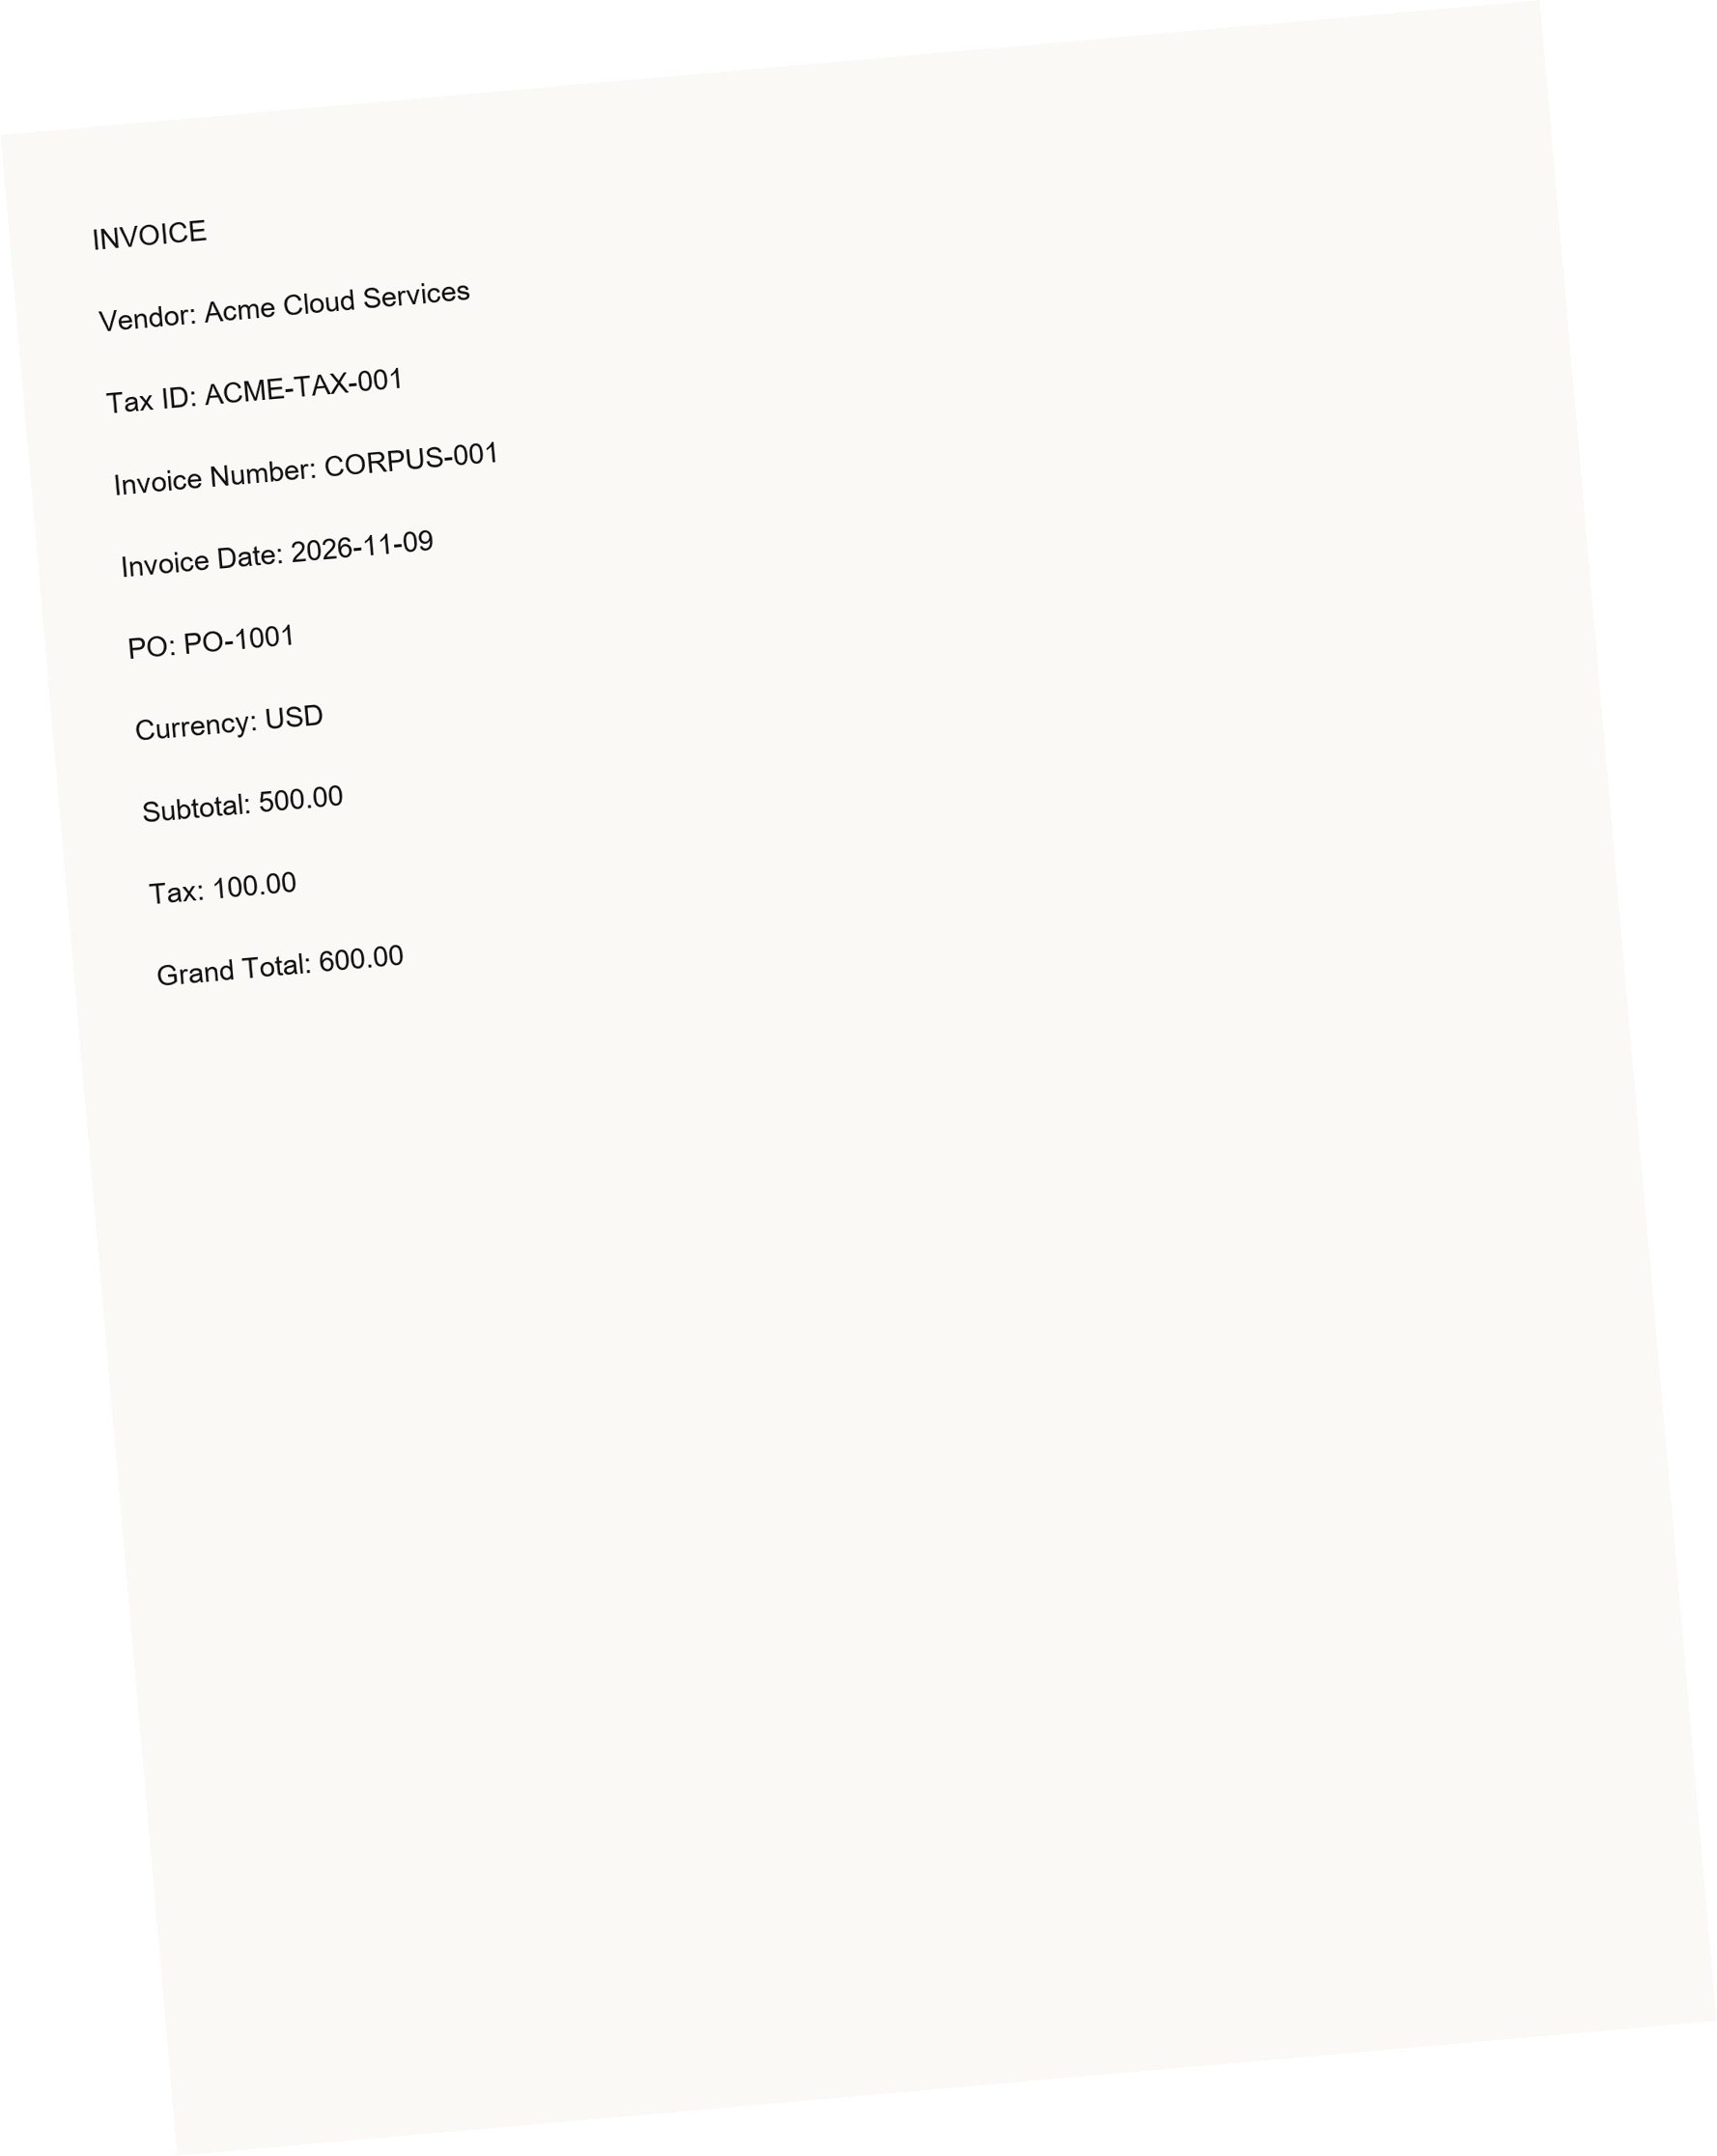 INVOICE
Vendor: Acme Cloud Services
Tax ID: ACME-TAX-001
Invoice Number: CORPUS-001
Invoice Date: 2026-11-09
PO: PO-1001
Currency: USD
Subtotal: 500.00
Tax: 100.00
Grand Total: 600.00